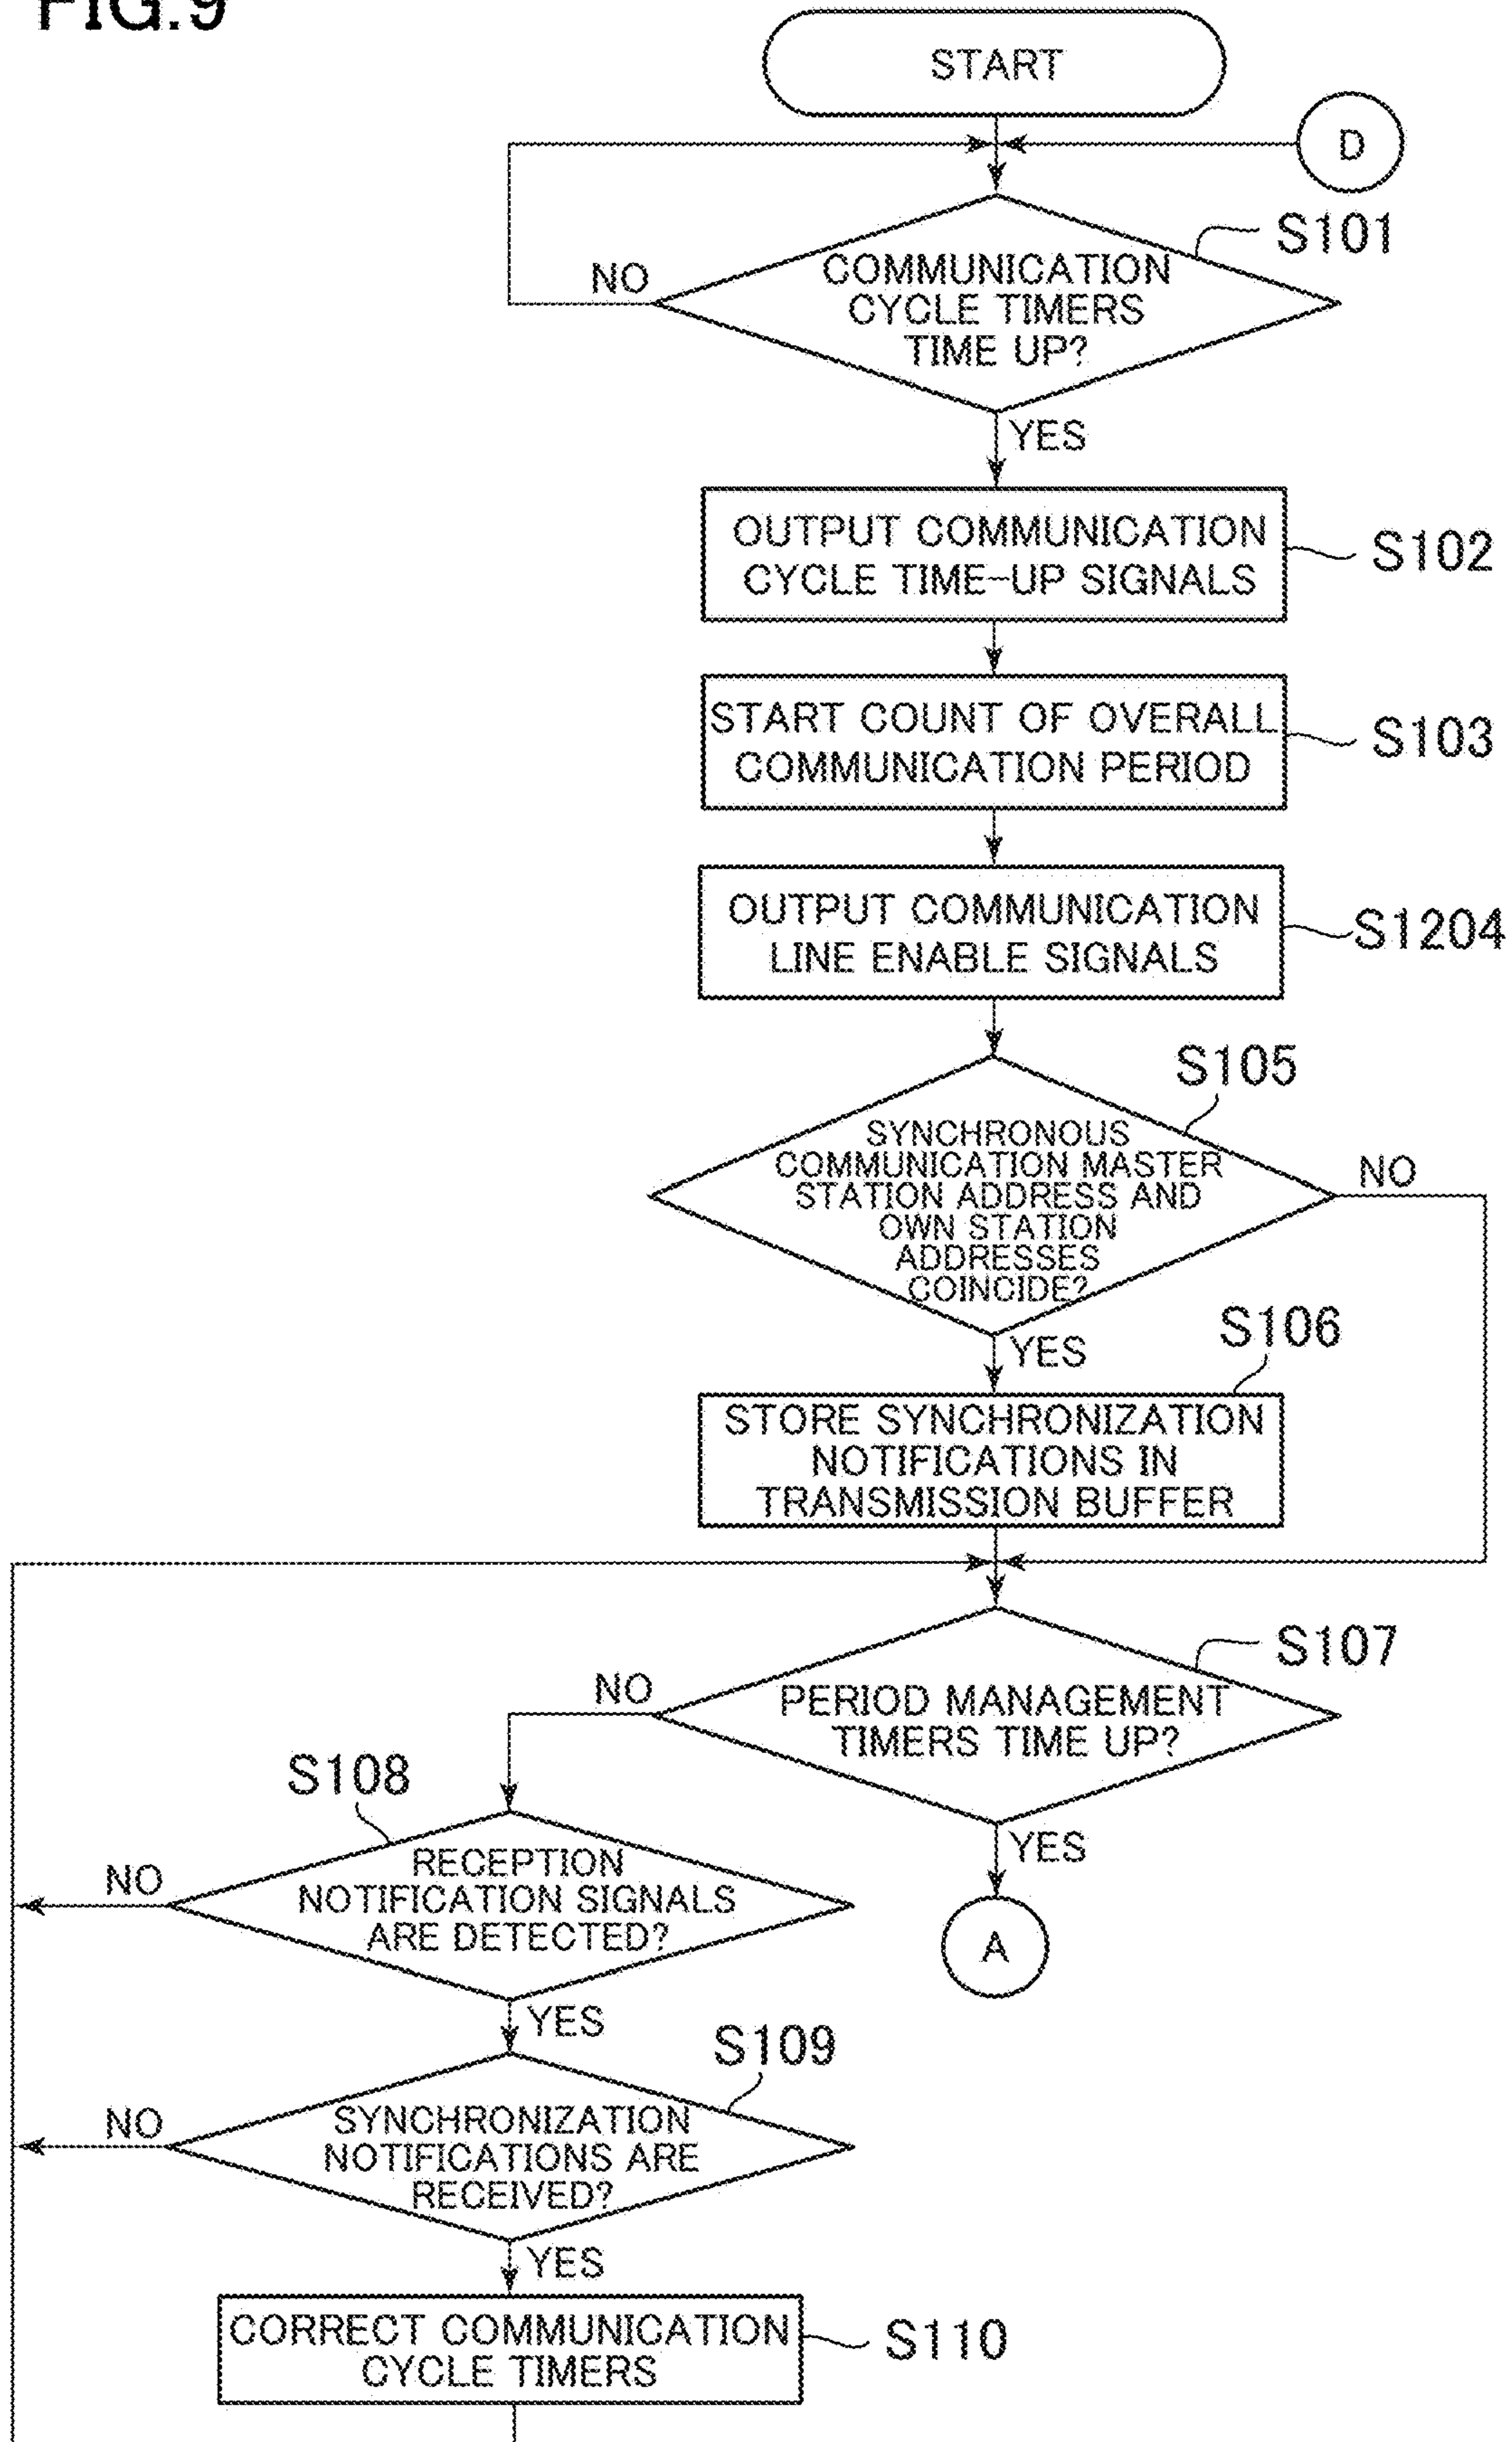 FIG.9
START
D
S101
COMMUNICATION
CYCLE TIMERS
TIME UP?
NO
YES
OUTPUT COMMUNICATION
CYCLE TIME-UP SIGNALS
S102
START COUNT OF OVERALL
COMMUNICATION PERIOD
S103
OUTPUT COMMUNICATION
LINE ENABLE SIGNALS
S1204
S105
SYNCHRONOUS
COMMUNICATION MASTER
STATION ADDRESS AND
OWN STATION
ADDRESSES
COINCIDE?
NO
YES
S106
STORE SYNCHRONIZATION
NOTIFICATIONS IN
TRANSMISSION BUFFER
S107
NO
PERIOD MANAGEMENT
TIMERS TIME UP?
YES
A
S108
RECEPTION
NOTIFICATION SIGNALS
ARE DETECTED?
NO
YES
S109
SYNCHRONIZATION
NOTIFICATIONS ARE
RECEIVED?
NO
YES
CORRECT COMMUNICATION
CYCLE TIMERS
S110